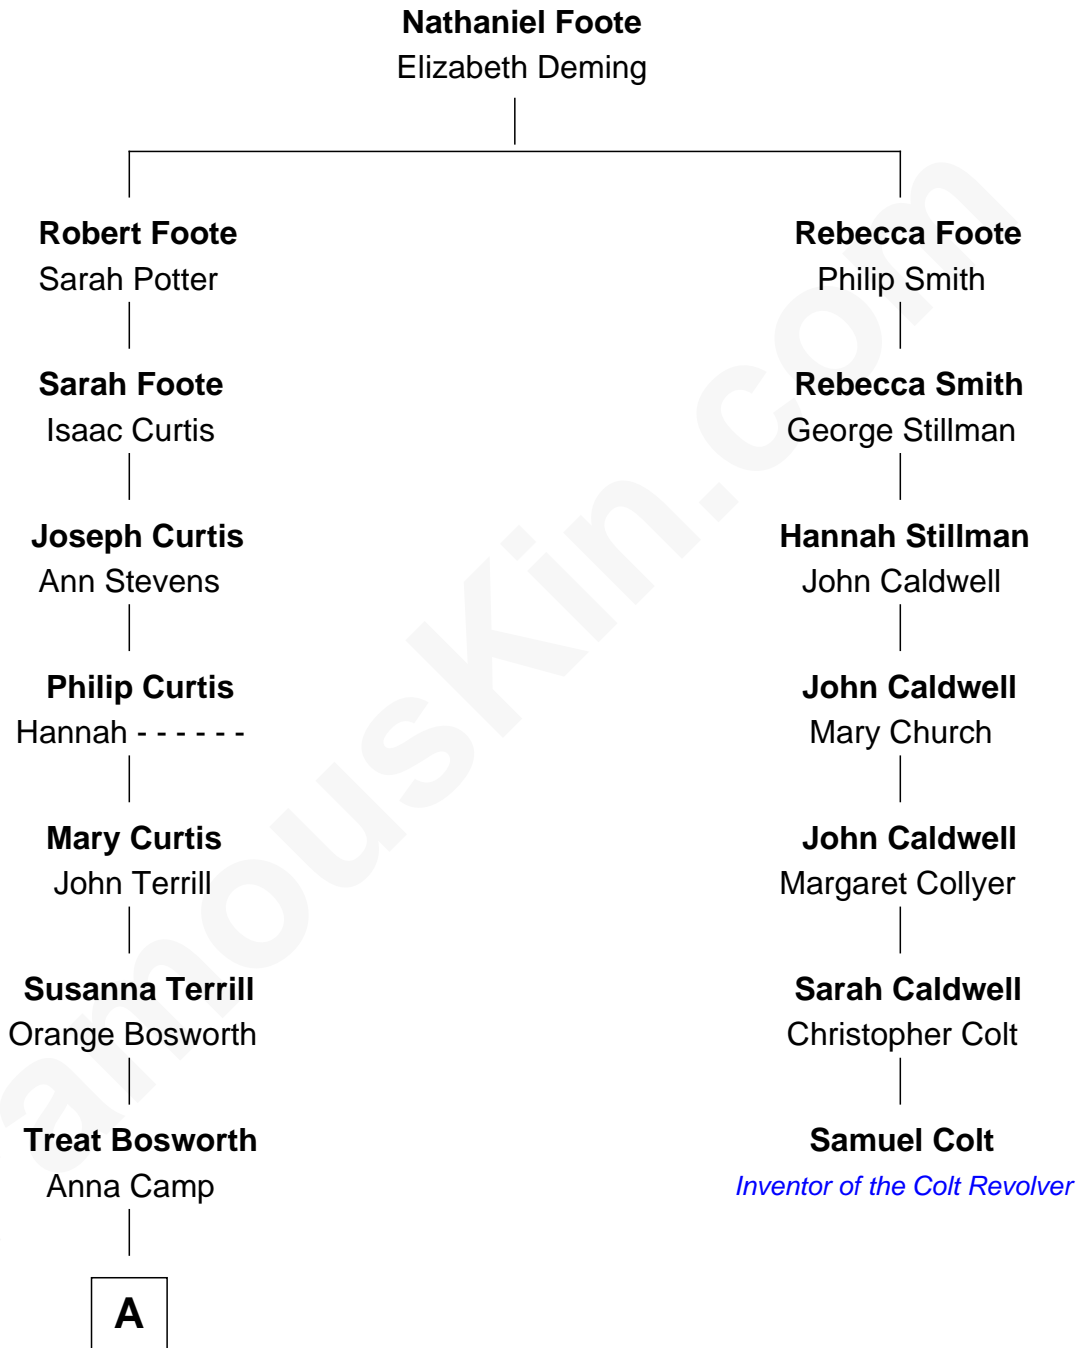 Nathaniel Foote
Elizabeth Deming
Robert Foote
Sarah Potter
Sarah Foote
Isaac Curtis
Joseph Curtis
Ann Stevens
Philip Curtis
Hannah - - - - - -
Mary Curtis
John Terrill
Susanna Terrill
Orange Bosworth
Treat Bosworth
Anna Camp
A
Rebecca Foote
Philip Smith
Rebecca Smith
George Stillman
Hannah Stillman
John Caldwell
John Caldwell
Mary Church
John Caldwell
Margaret Collyer
Sarah Caldwell
Christopher Colt
Samuel Colt
Inventor of the Colt Revolver
amouskin.com